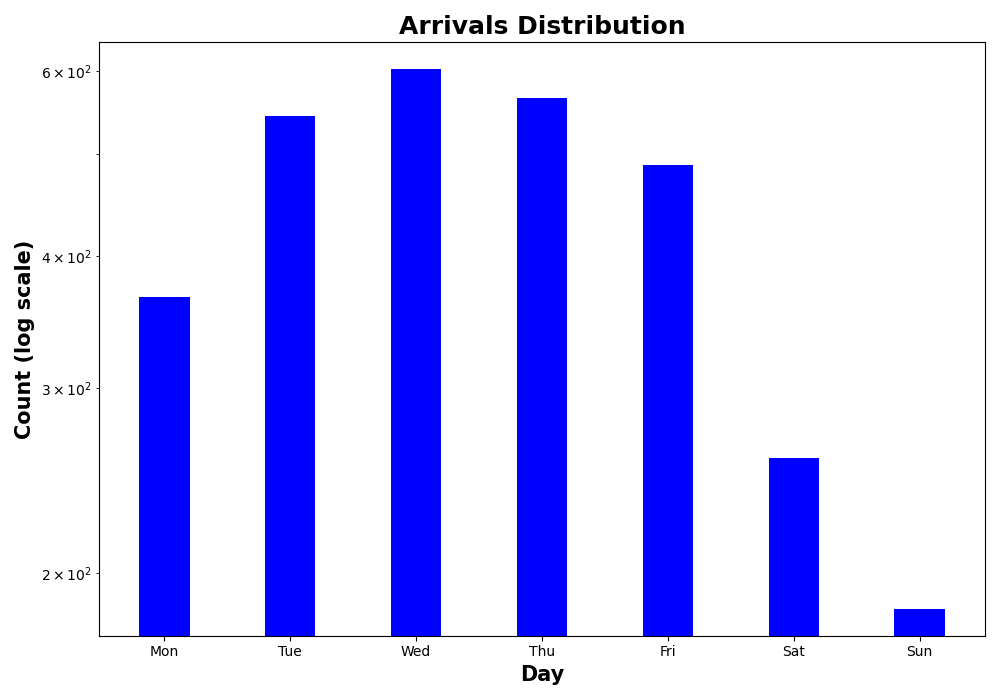 Arrivals Distribution
6 × 10²
4 × 10²
3 × 10²
2 × 10²
Count (log scale)
Mon Tue Wed Thu Fri Sat Sun
Day